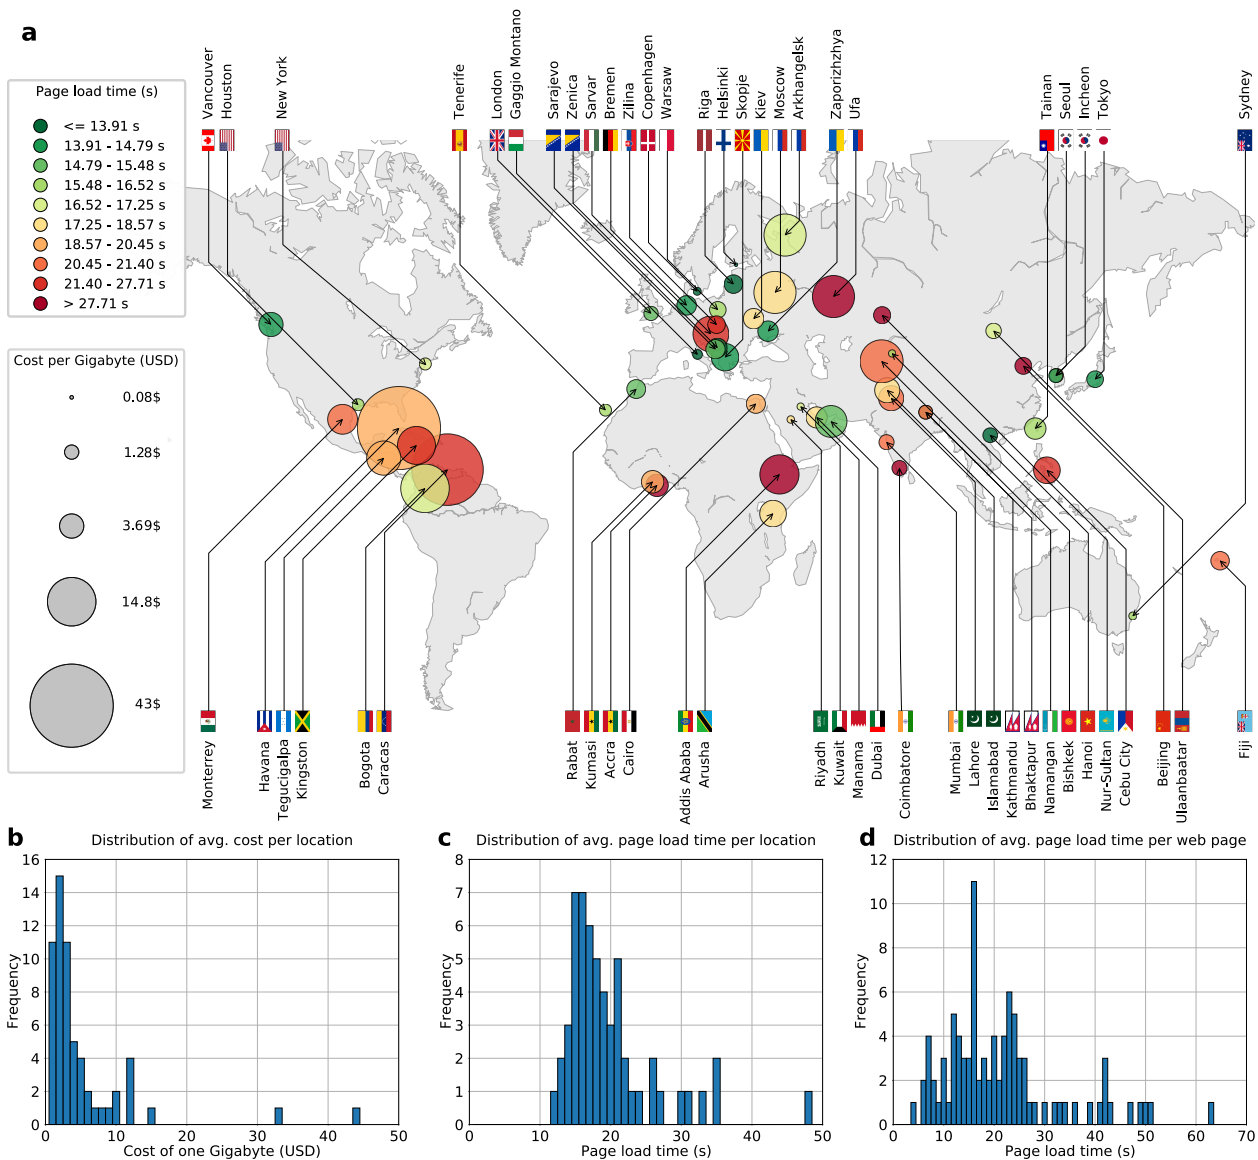 a
Vancouver
Houston
New York
Tenerife
London
Gaggio Montano
Sarajevo
Zenica
Sarvar
Bremen
Zilina
Copenhagen
Warsaw
Riga
Helsinki
Skopje
Kiev
Moscow
Arkhangelsk
Zaporizhzhya
Ufa
Tainan
Seoul
Incheon
Tokyo
Sydney
Page load time (s)
<= 13.91 s
13.91 - 14.79 s
14.79 - 15.48 s
15.48 - 16.52 s
16.52 - 17.25 s
17.25 - 18.57 s
18.57 - 20.45 s
20.45 - 21.40 s
21.40 - 27.71 s
> 27.71 s
Cost per Gigabyte (USD)
0.08$
1.28$
3.69$
14.8$
43$
Monterrey
Havana
Tegucigalpa
Kingston
Bogota
Caracas
Rabat
Kumasi
Accra
Cairo
Addis Ababa
Arusha
Riyadh
Kuwait
Manama
Dubai
Coimbatore
Mumbai
Lahore
Islamabad
Kathmandu
Bhaktapur
Namangan
Bishkek
Hanoi
Nur-Sultan
Cebu City
Beijing
Ulaanbaatar
Fiji
b
Distribution of avg. cost per location
Frequency
16
14
12
10
8
6
4
2
0
0 10 20 30 40 50
Cost of one Gigabyte (USD)
c
Distribution of avg. page load time per location
Frequency
8
7
6
5
4
3
2
1
0
0 10 20 30 40 50
Page load time (s)
d
Distribution of avg. page load time per web page
Frequency
12
10
8
6
4
2
0
0 10 20 30 40 50 60 70
Page load time (s)